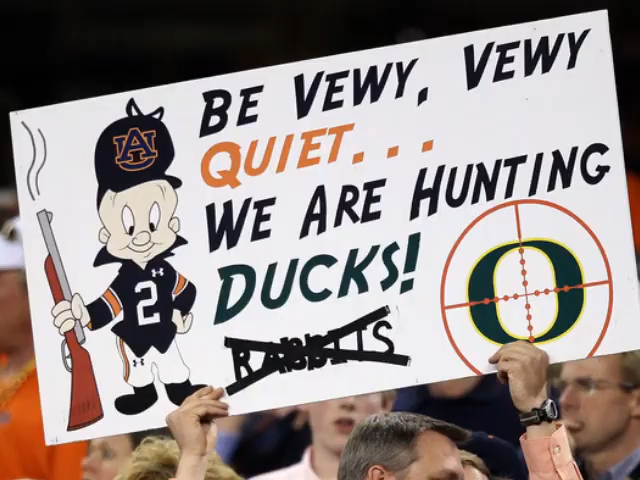 BE VEWY, VEWY
QUIET...
WE ARE HUNTING
DUCKS!
RABBITS
AU
2
O